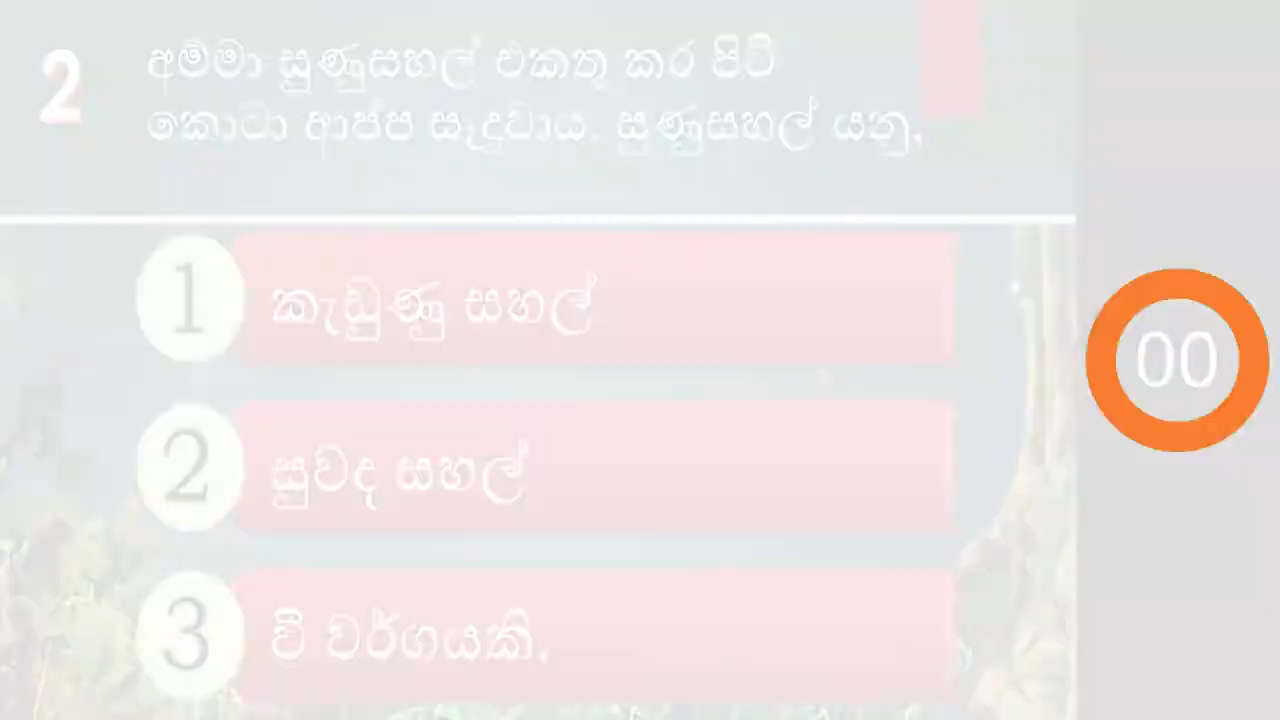 2 අම්මා සුණුසහල් එකතු කර පිටි
කොටා ආප්ප සෑදුවාය. සුණුසහල් යනු,
1 කැඩුණු සහල්
00
2 සුවඳ සහල්
3 වී වර්ගයකි.